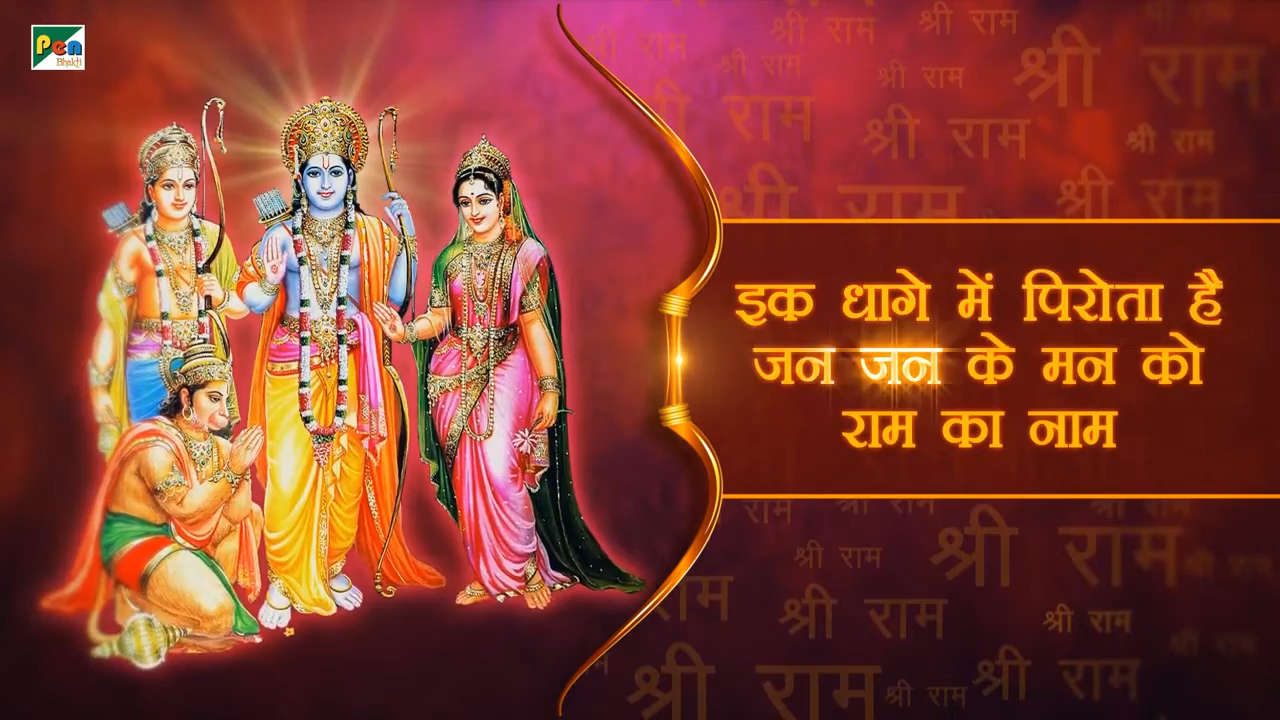 Pen
Bhakti
श्री राम
श्री राम
श्री राम
श्री राम
श्री राम
श्री राम
श्री राम
राम
श्री राम
श्री राम
श्री राम
श्री राम
इक धागे में पिरोता है
जन जन के मन को
राम का नाम
राम
श्री राम
श्री राम
श्री राम
श्री राम
राम
श्री राम
श्री राम
श्री राम
श्री राम
श्री राम
श्री राम